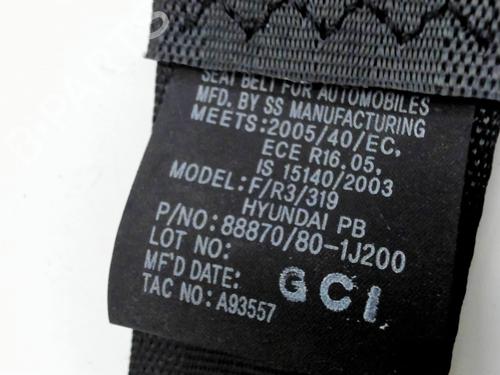 SEAT BELT FOR AUTOMOBILES
MFD. BY SS MANUFACTURING
MEETS:2005/40/EC,
ECE R16.05,
IS 15140/2003
MODEL:F/R3/319
HYUNDAI PB
P/NO:88870/80-1J200
LOT NO:
MF'D DATE:
GCI
TAC NO: A93557